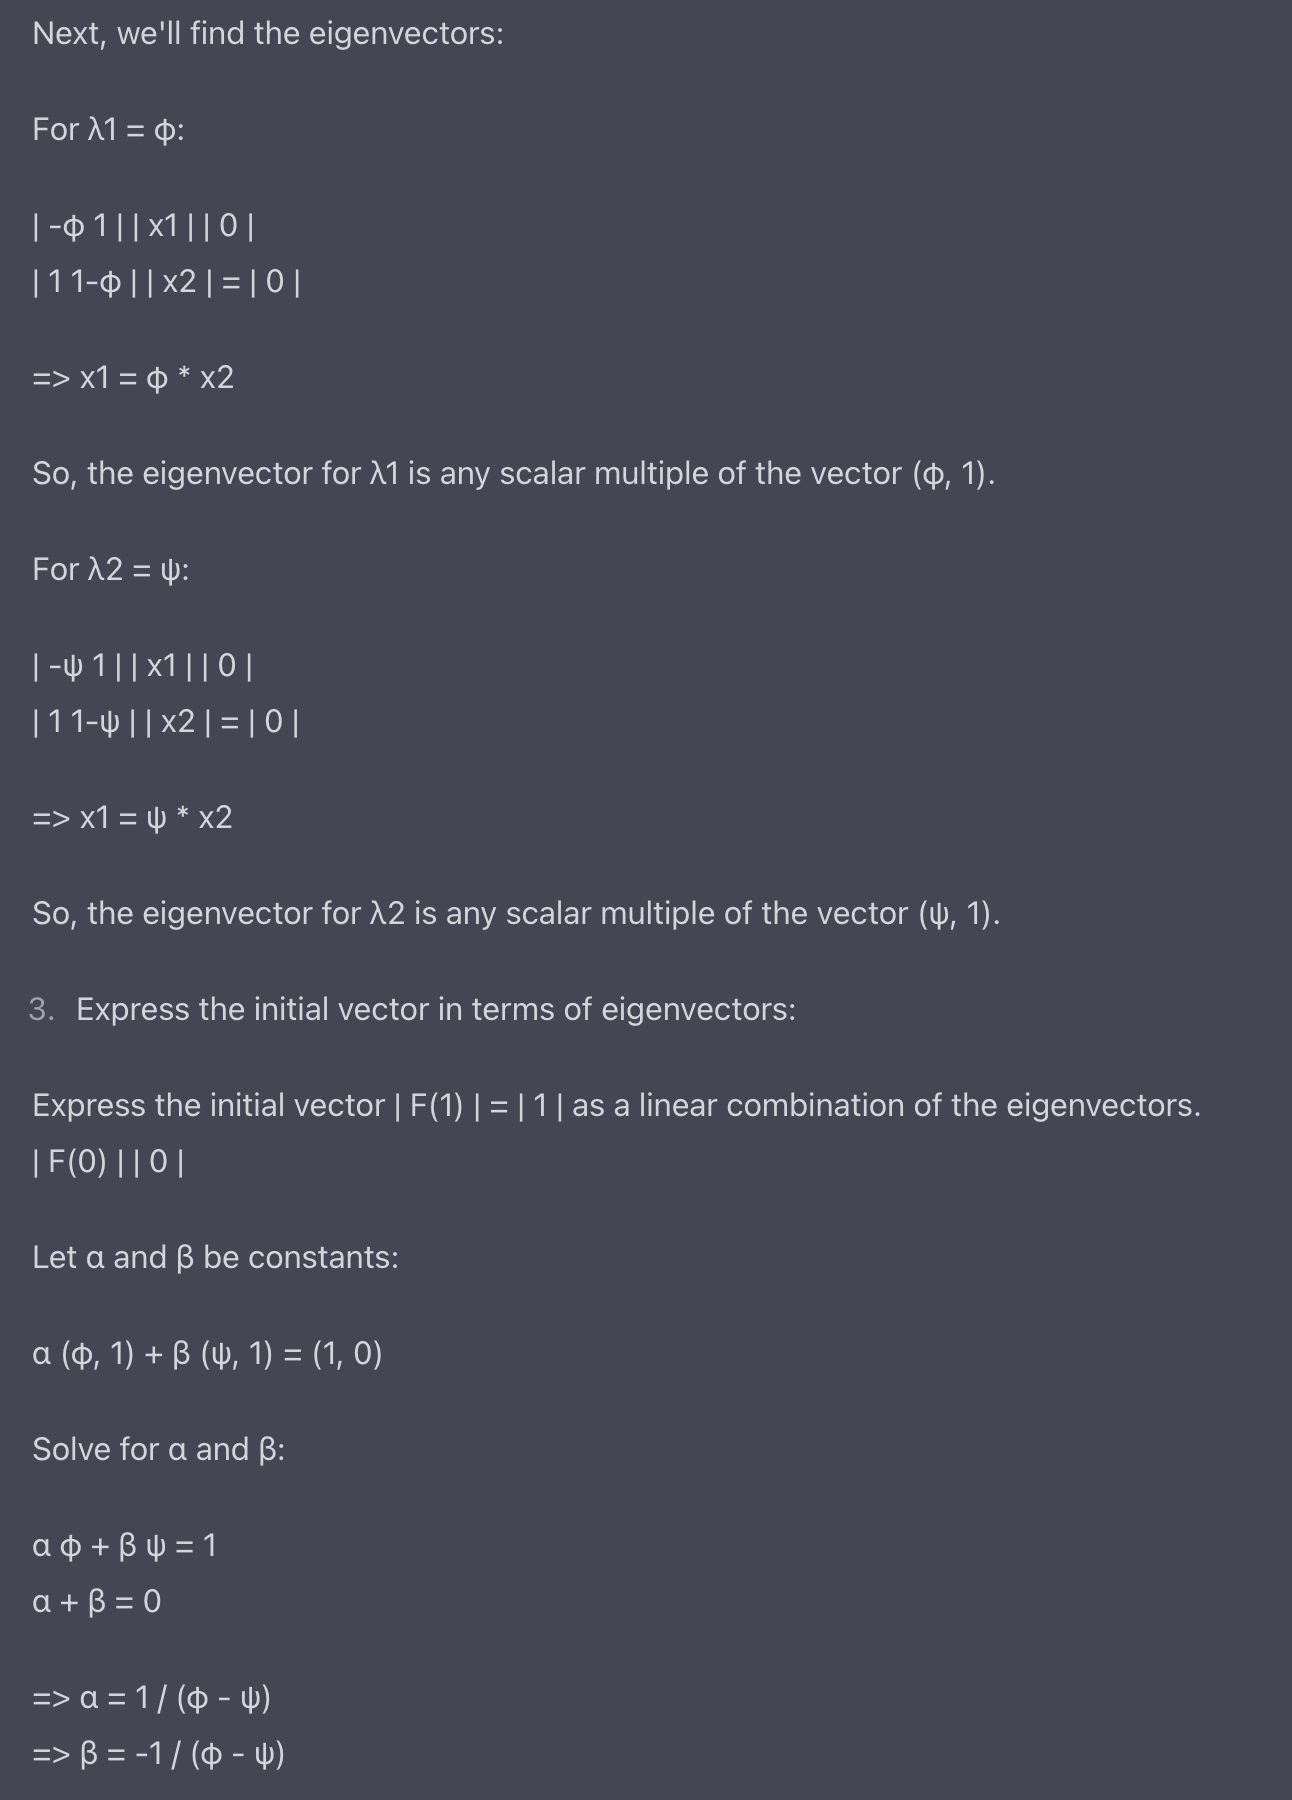 Next, we'll find the eigenvectors:
For λ1 = φ:
| -φ 1 | | x1 | | 0 |
| 1 1-φ | | x2 | = | 0 |
=> x1 = φ * x2
So, the eigenvector for λ1 is any scalar multiple of the vector (φ, 1).
For λ2 = ψ:
| -ψ 1 | | x1 | | 0 |
| 1 1-ψ | | x2 | = | 0 |
=> x1 = ψ * x2
So, the eigenvector for λ2 is any scalar multiple of the vector (ψ, 1).
3. Express the initial vector in terms of eigenvectors:
Express the initial vector | F(1) | = | 1 | as a linear combination of the eigenvectors.
| F(0) | | 0 |
Let α and β be constants:
α (φ, 1) + β (ψ, 1) = (1, 0)
Solve for α and β:
α φ + β ψ = 1
α + β = 0
=> α = 1 / (φ - ψ)
=> β = -1 / (φ - ψ)